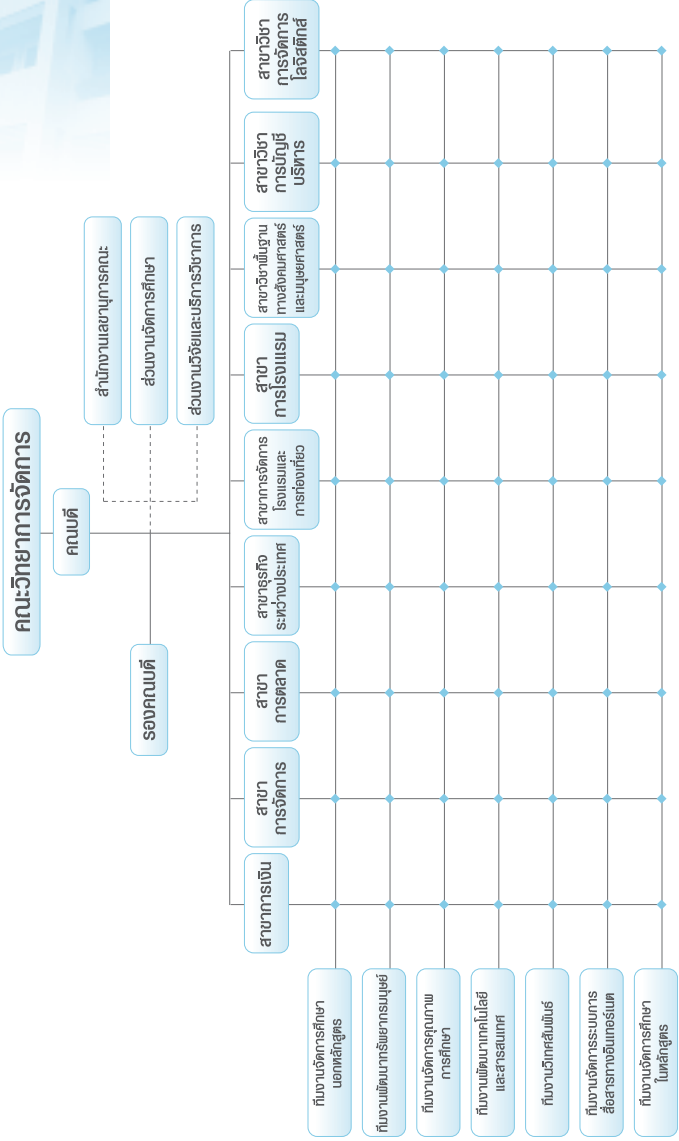 คณะวิทยาการจัดการ
คณบดี
รองคณบดี
สำนักงานเลขานุการคณะ
ส่วนงานจัดการศึกษา
ส่วนงานวิจัยและบริการวิชาการ
สาขาการเงิน
สาขา
การจัดการ
สาขา
การตลาด
สาขาธุรกิจ
ระหว่างประเทศ
สาขาการจัดการ
โรงแรมและ
การท่องเที่ยว
สาขา
การโรงแรม
สาขาวิชาพื้นฐาน
ทางสังคมศาสตร์
และมนุษยศาสตร์
สาขาวิชา
การบัญชี
บริหาร
สาขาวิชา
การจัดการ
โลจิสติกส์
ทีมงานจัดการศึกษา
นอกหลักสูตร
ทีมงานพัฒนาทรัพยากรมนุษย์
ทีมงานจัดการคุณภาพ
การศึกษา
ทีมงานพัฒนาเทคโนโลยี
และสารสนเทศ
ทีมงานวิเทศสัมพันธ์
ทีมงานจัดการระบบการ
สื่อสารทางอินเทอร์เนต
ทีมงานจัดการศึกษา
ในหลักสูตร